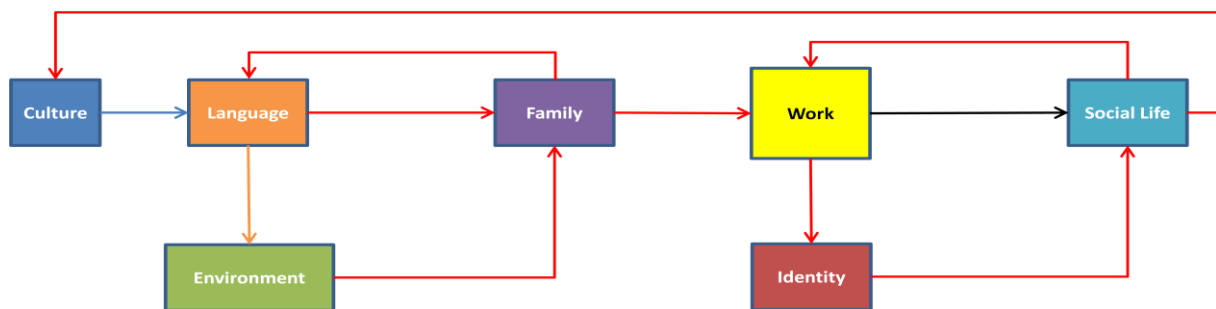 Culture
Language
Family
Work
Social Life
Environment
Identity